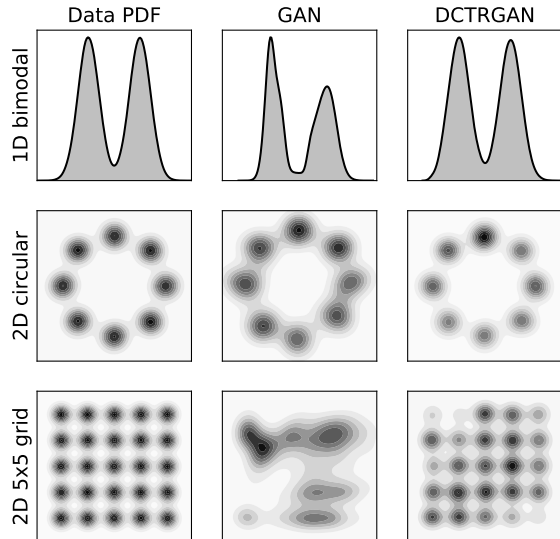 Data PDF
GAN
DCTRGAN
1D bimodal
2D circular
2D 5x5 grid